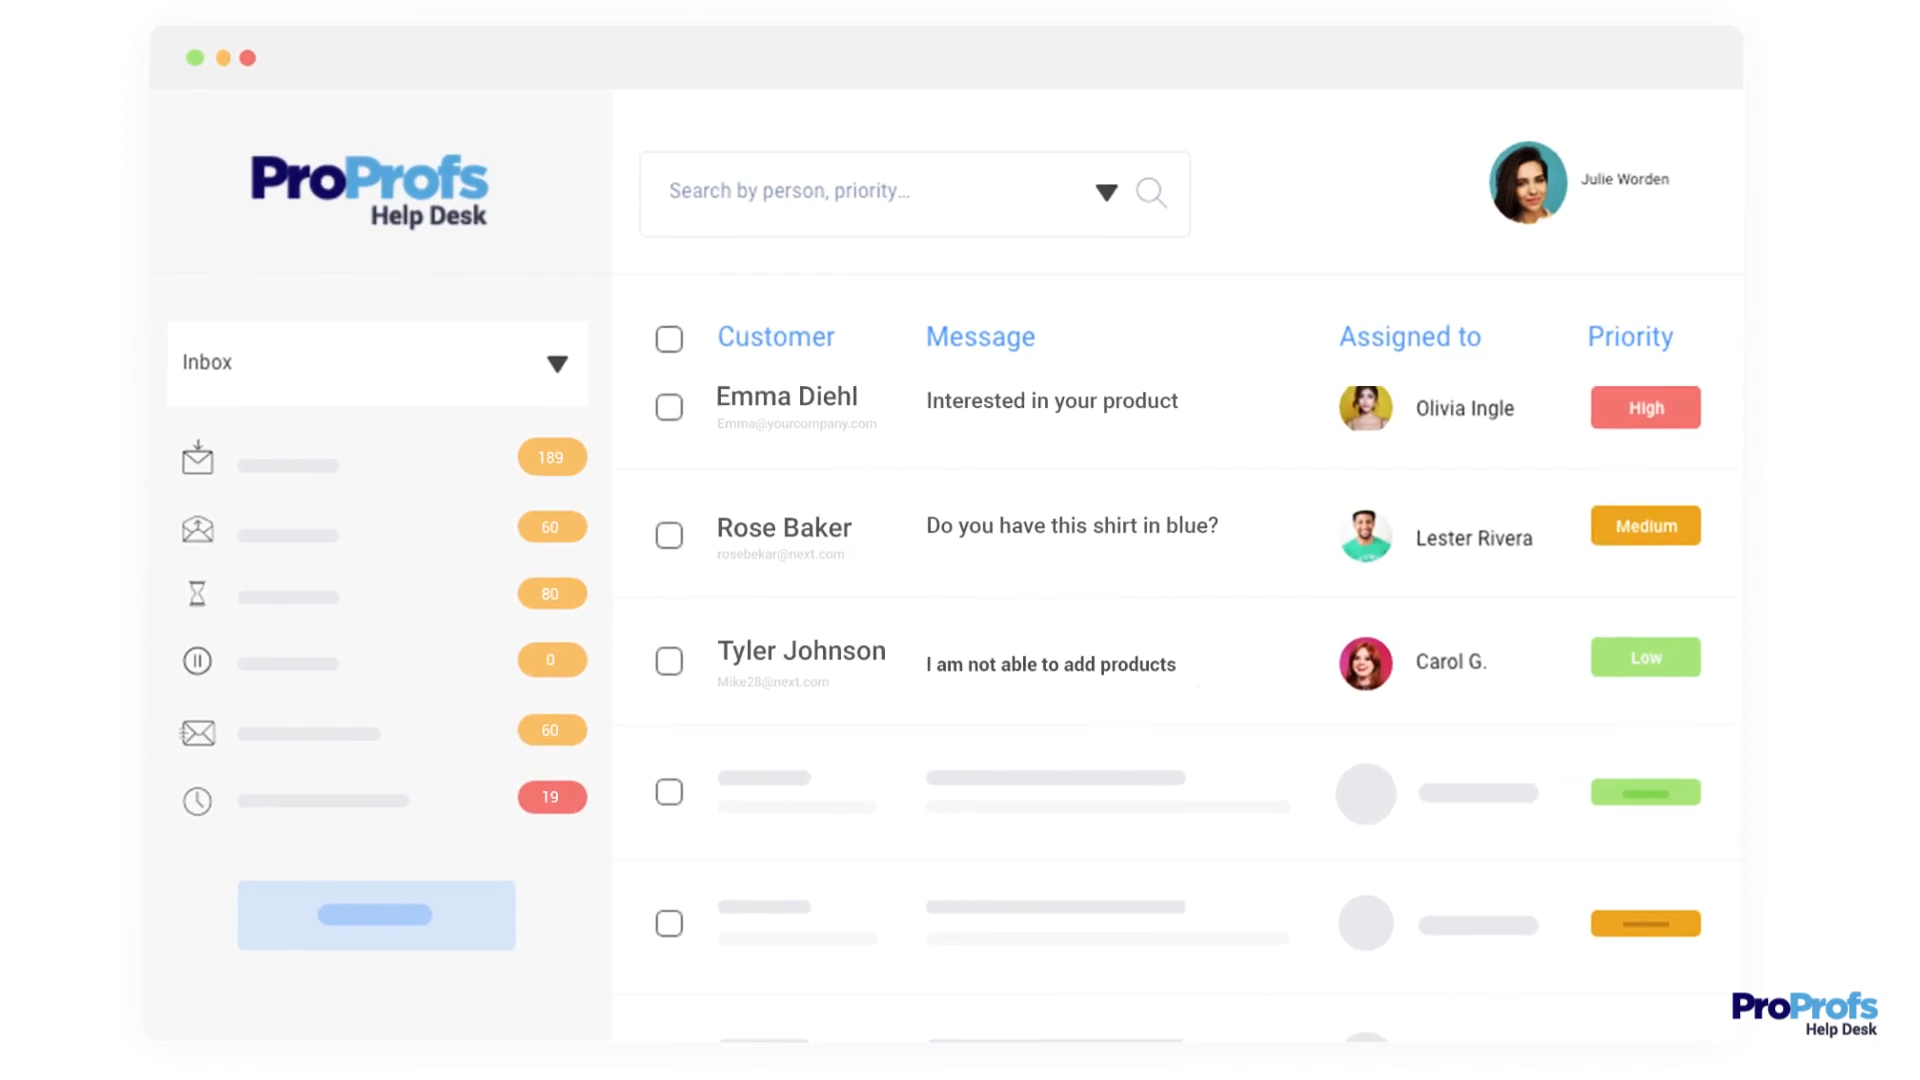 ProProfs
Help Desk
Search by person, priority...
Julie Worden
Inbox
189
60
80
0
60
19
Customer Message Assigned to Priority
Emma Diehl
Emma@yourcompany.com
Interested in your product
Olivia Ingle
High
Rose Baker
rosebekar@next.com
Do you have this shirt in blue?
Lester Rivera
Medium
Tyler Johnson
Mike28@next.com
I am not able to add products
Carol G.
Low
ProProfs
Help Desk